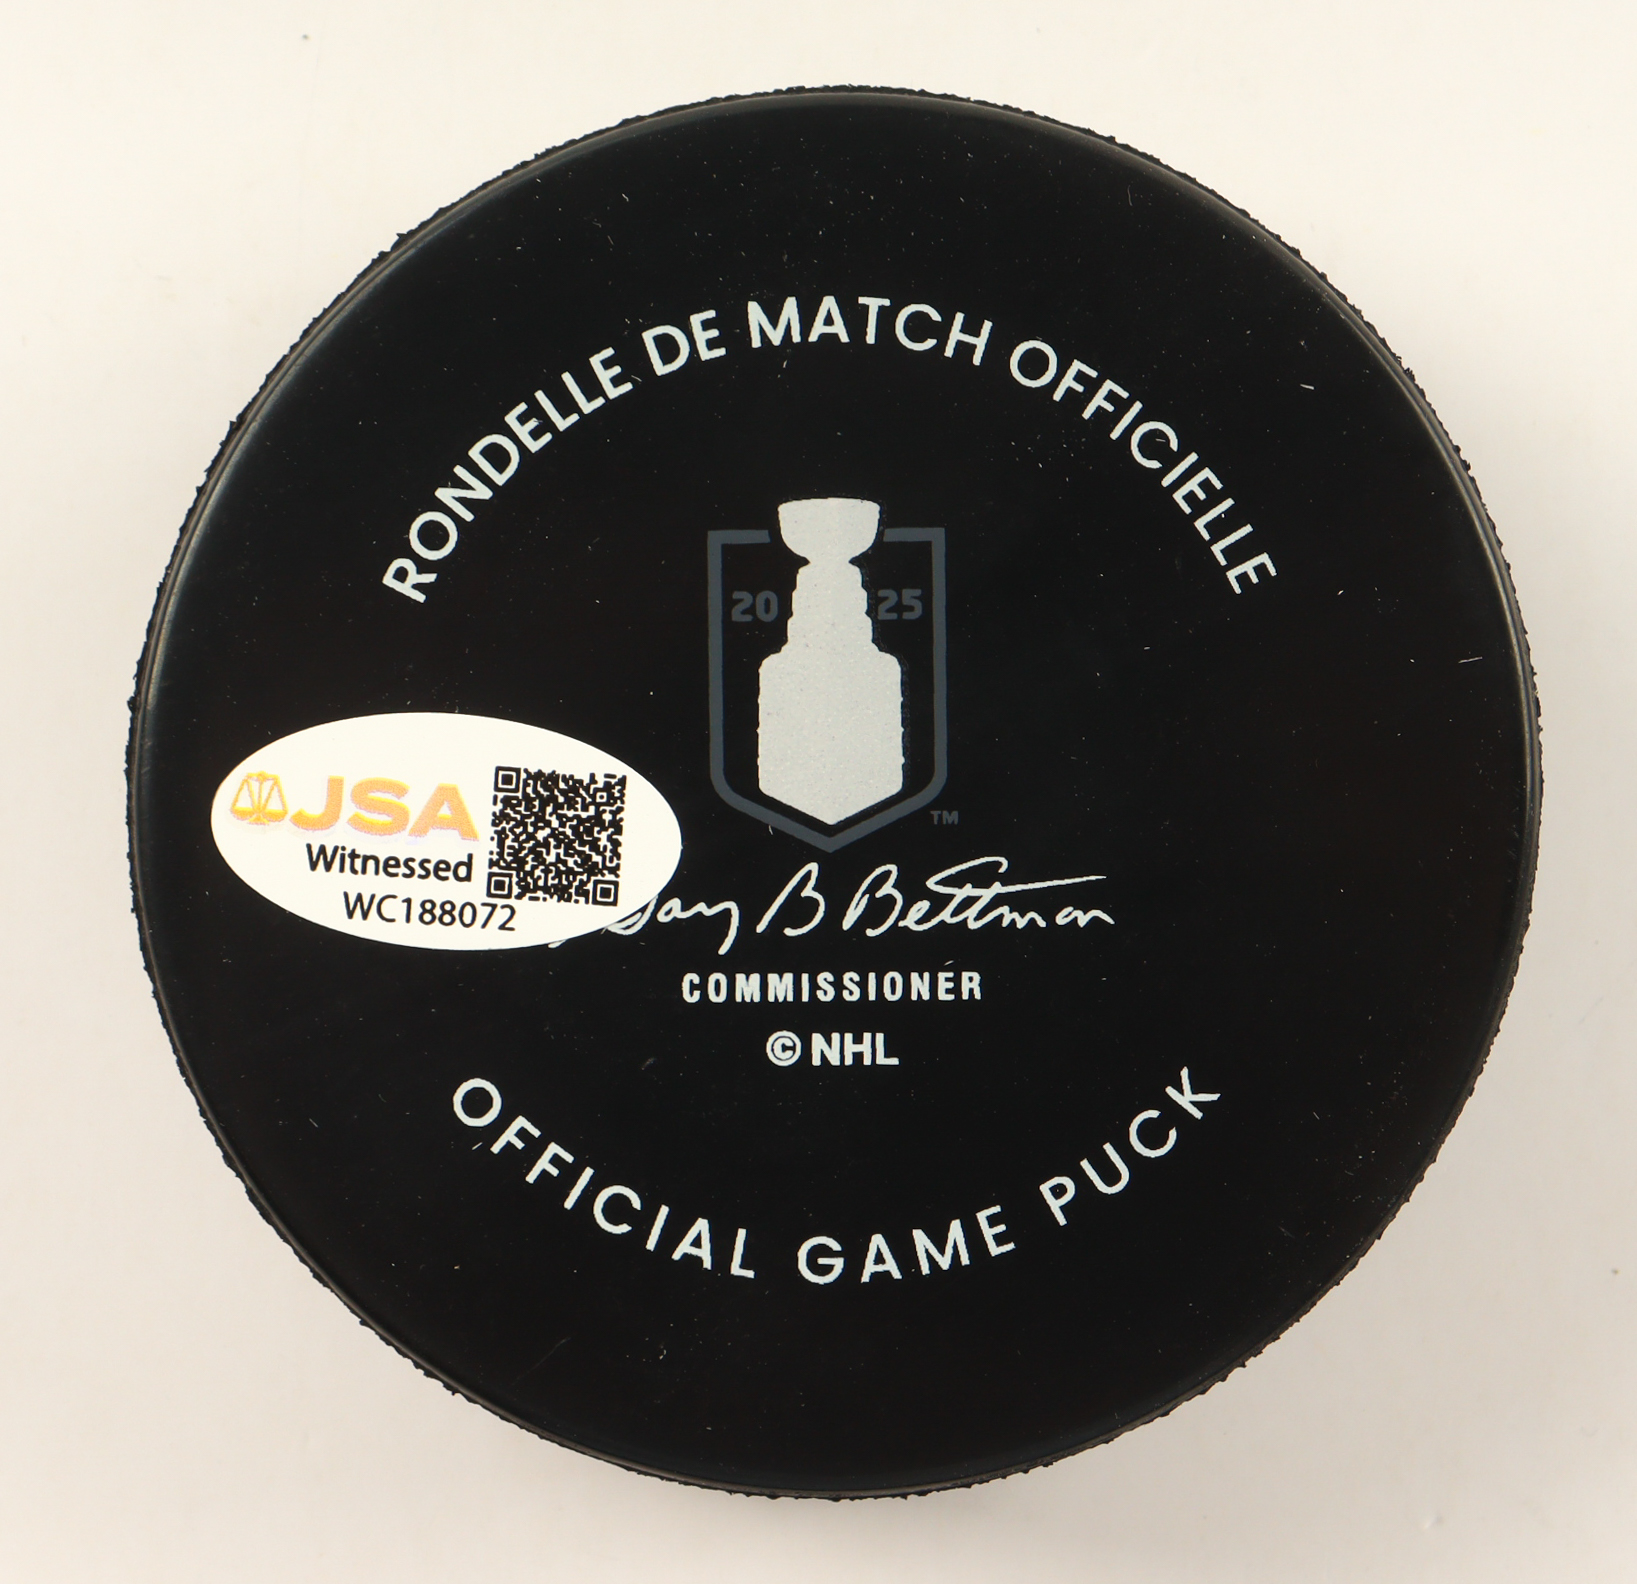 RONDELLE DE MATCH OFFICIELLE
20 25
TM
JSA
Witnessed
WC188072
Gary B Bettman
COMMISSIONER
© NHL
OFFICIAL GAME PUCK